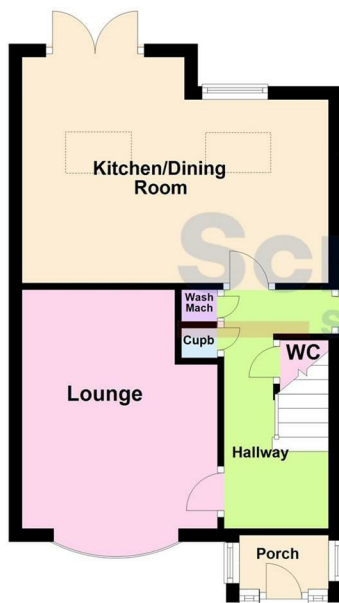 Kitchen/Dining
Room
Wash
Mach
Cupb
WC
Lounge
Hallway
Porch